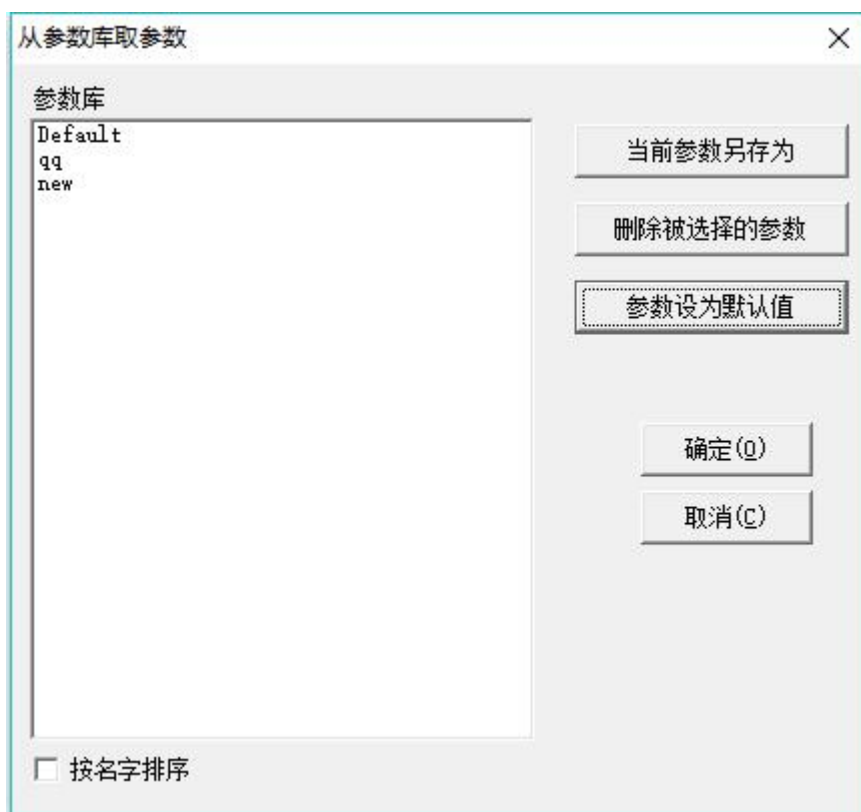 从参数库取参数
参数库
Default
qq
new
当前参数另存为
删除被选择的参数
参数设为默认值
确定(O)
取消(C)
按名字排序